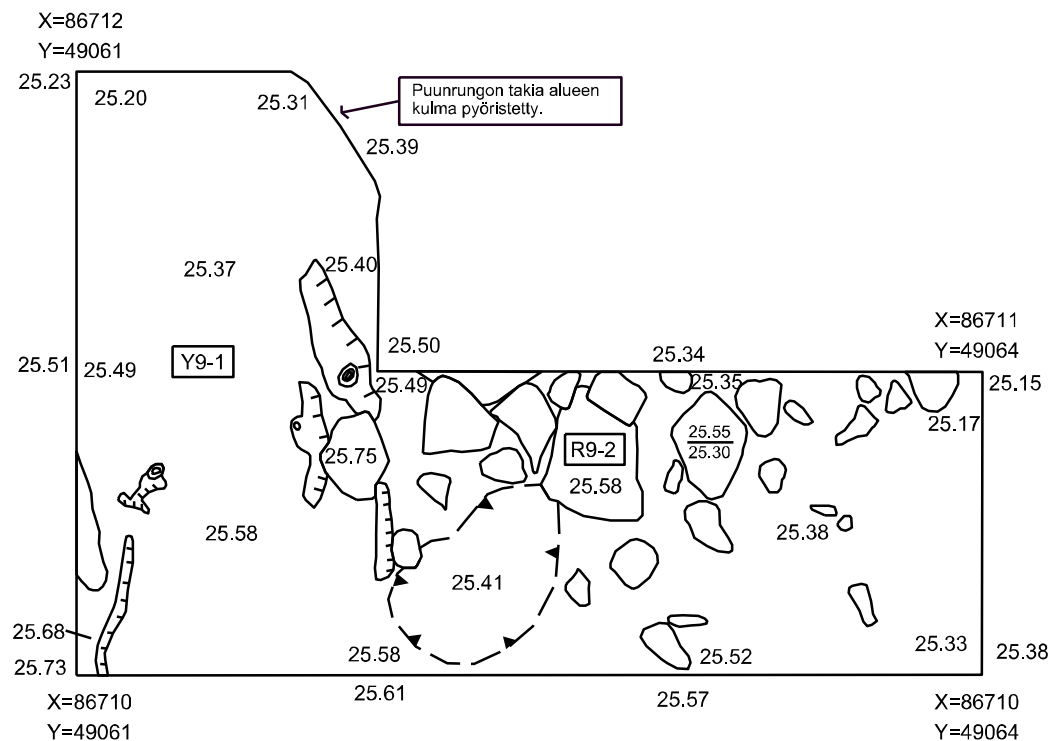 X=86712
Y=49061
25.23
25.20
25.31
Puunrungon takia alueen
kulma pyöristetty.
25.39
25.37
25.40
X=86711
Y=49064
25.51
25.49
Y9-1
25.50
25.49
25.34
25.35
25.15
25.17
25.75
R9-2
25.58
25.55
25.30
25.58
25.38
25.41
25.68
25.73
25.58
25.52
25.33
25.38
25.61
25.57
X=86710
Y=49061
X=86710
Y=49064